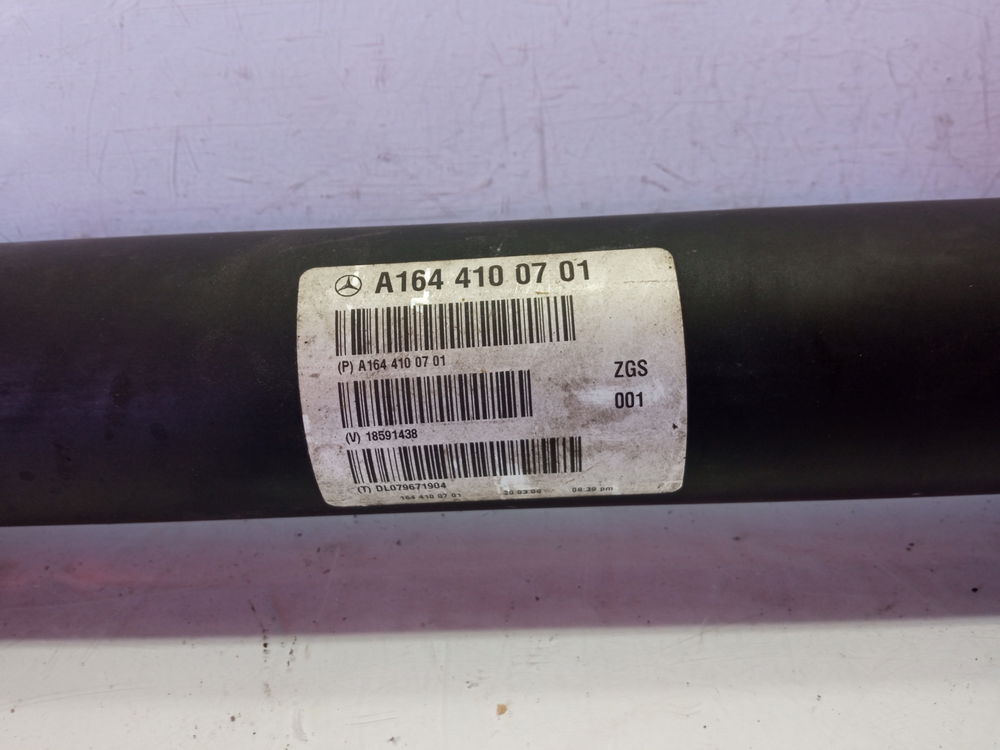 A164 410 07 01
(P) A164 410 07 01
ZGS
001
(V) 18591438
(T) DL079671904
164 410 07 01 08:39 pm